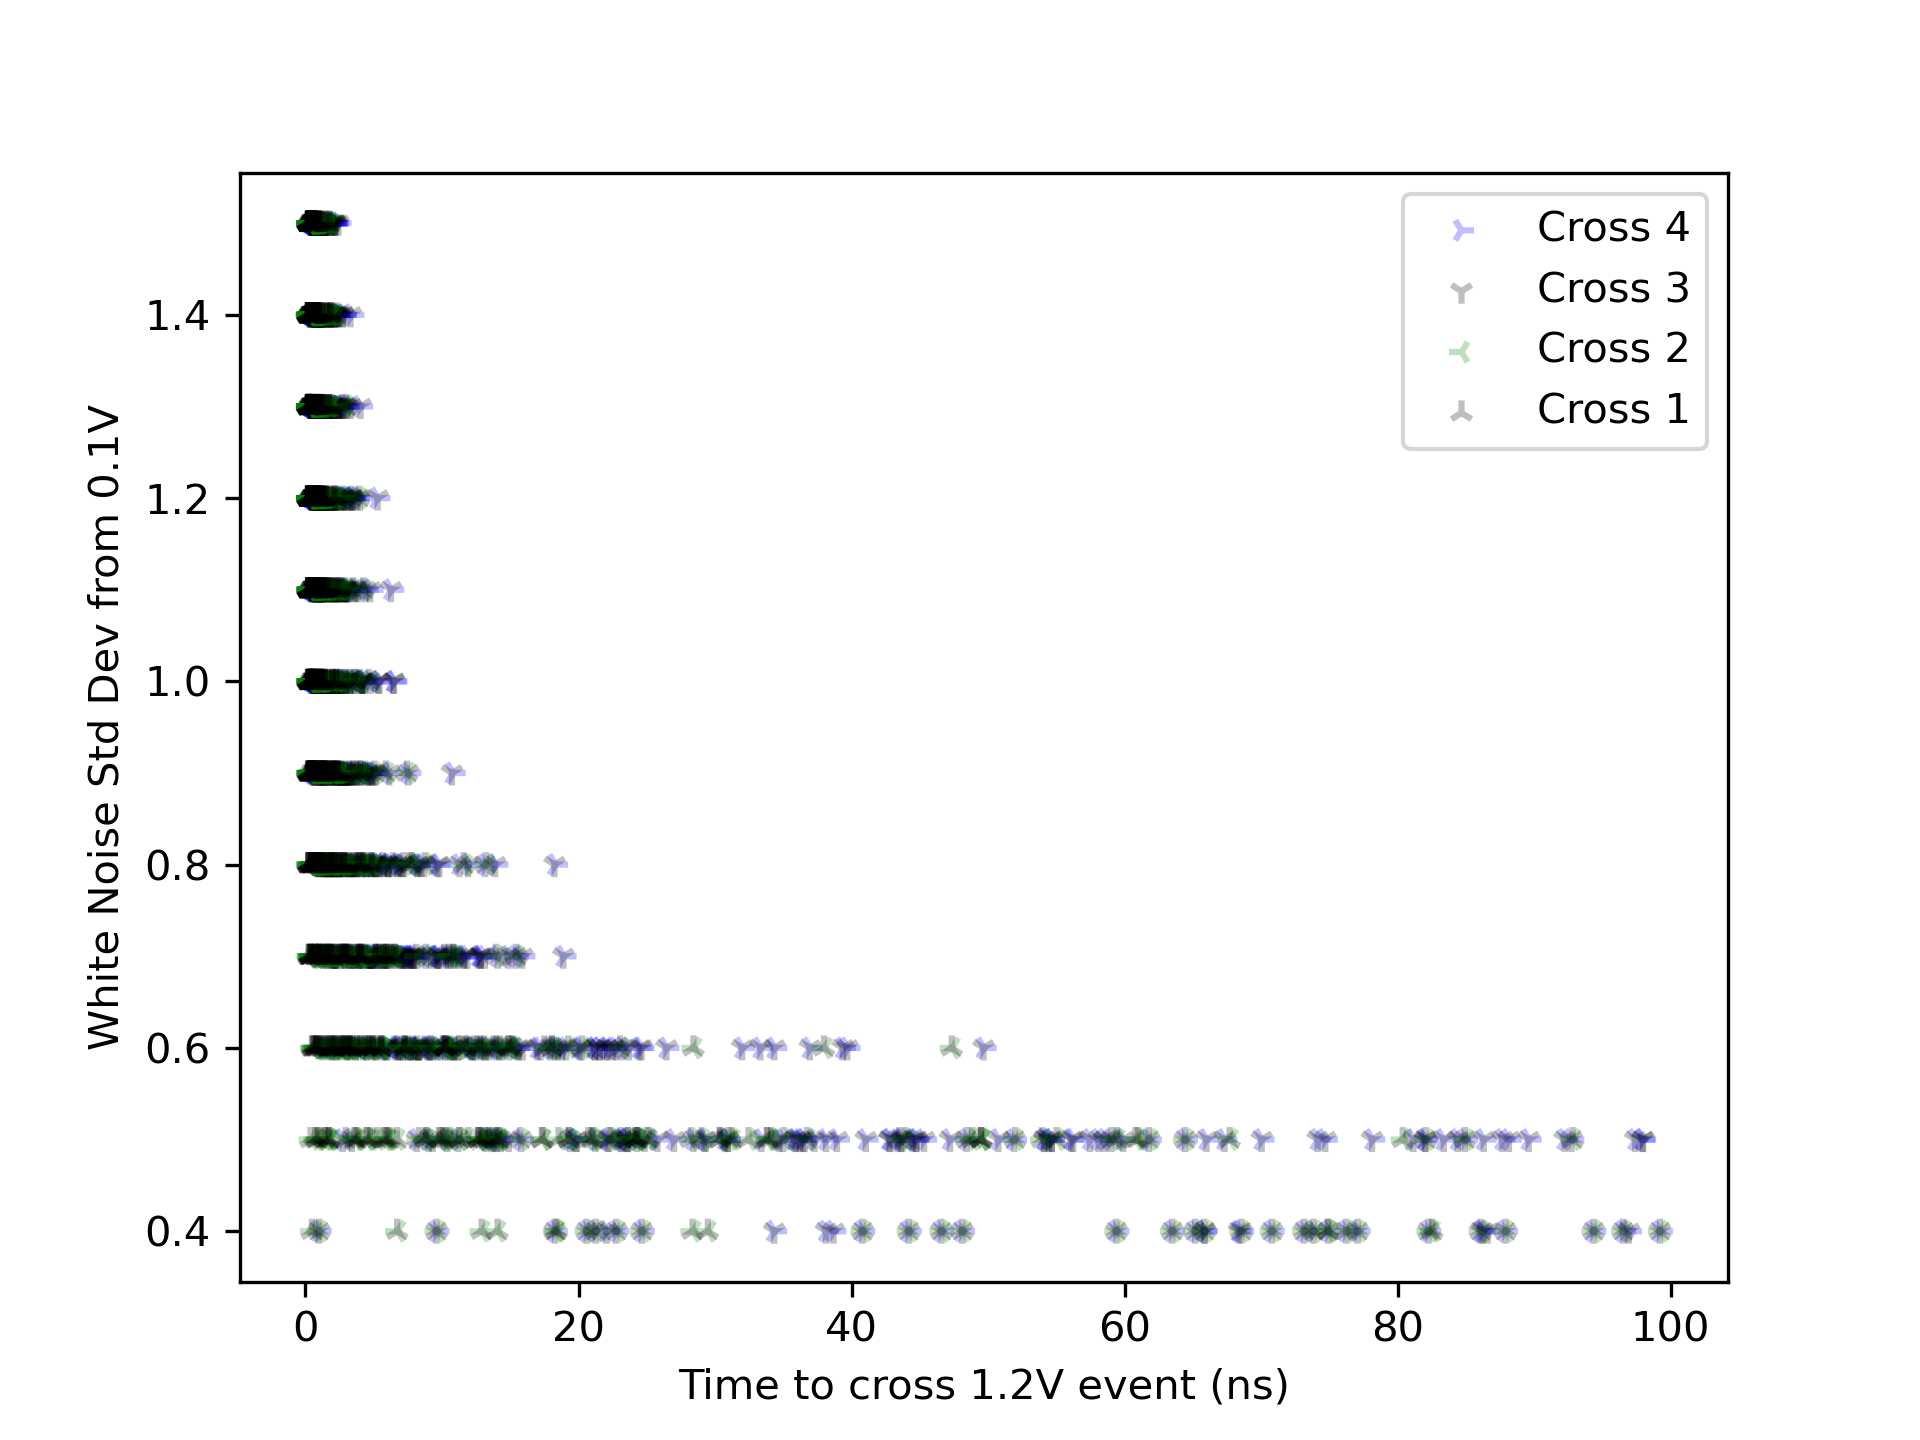 Cross 4
Cross 3
Cross 2
Cross 1
White Noise Std Dev from 0.1V
1.4
1.2
1.0
0.8
0.6
0.4
0 20 40 60 80 100
Time to cross 1.2V event (ns)